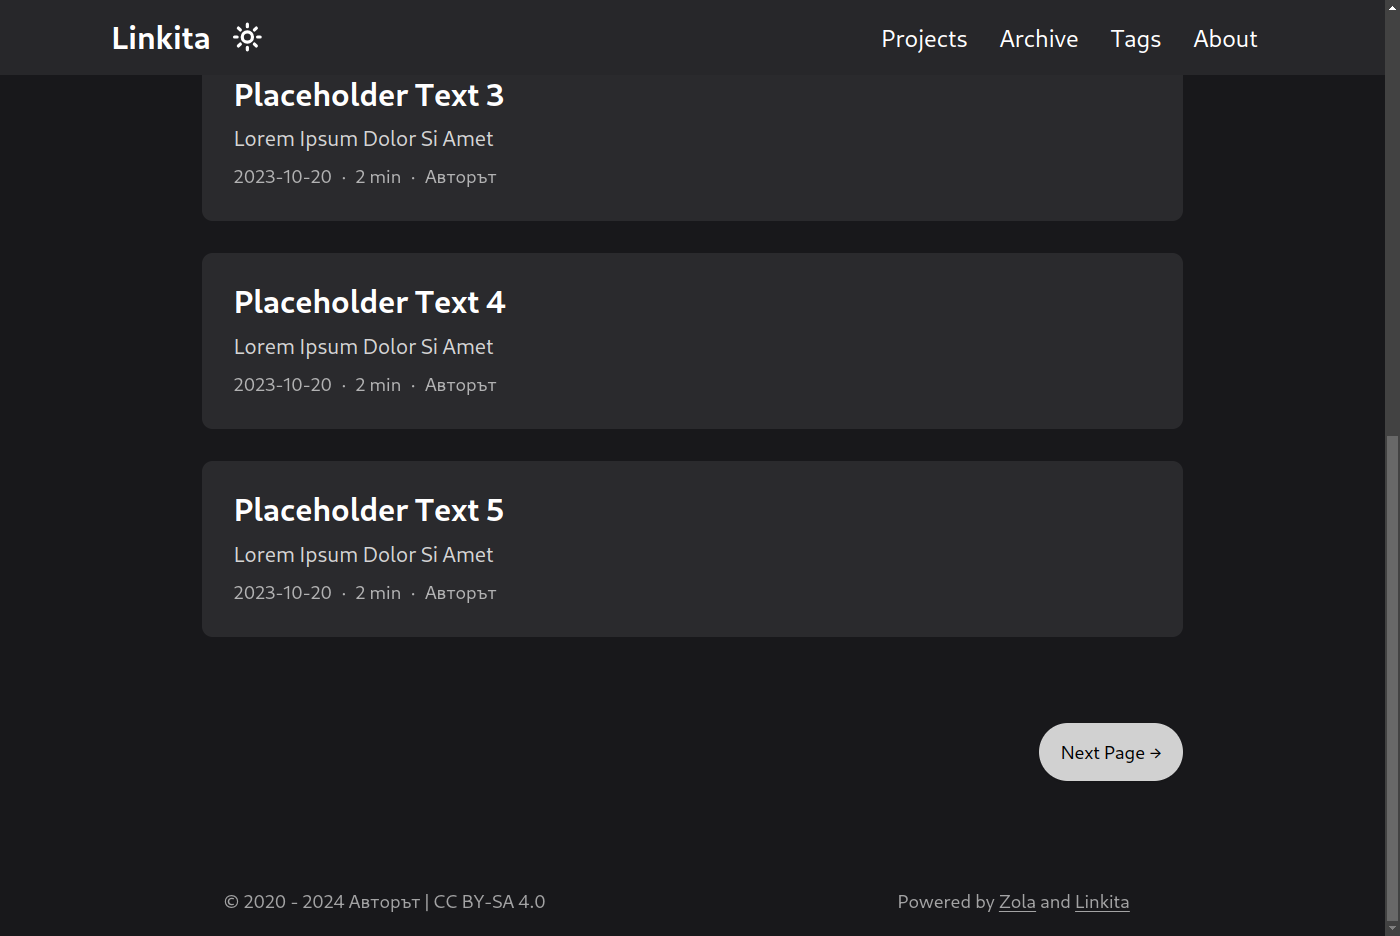 Linkita Projects Archive Tags About
Placeholder Text 3
Lorem Ipsum Dolor Si Amet
2023-10-20 · 2 min · Авторът
Placeholder Text 4
Lorem Ipsum Dolor Si Amet
2023-10-20 · 2 min · Авторът
Placeholder Text 5
Lorem Ipsum Dolor Si Amet
2023-10-20 · 2 min · Авторът
Next Page →
© 2020 - 2024 Авторът | CC BY-SA 4.0 Powered by Zola and Linkita